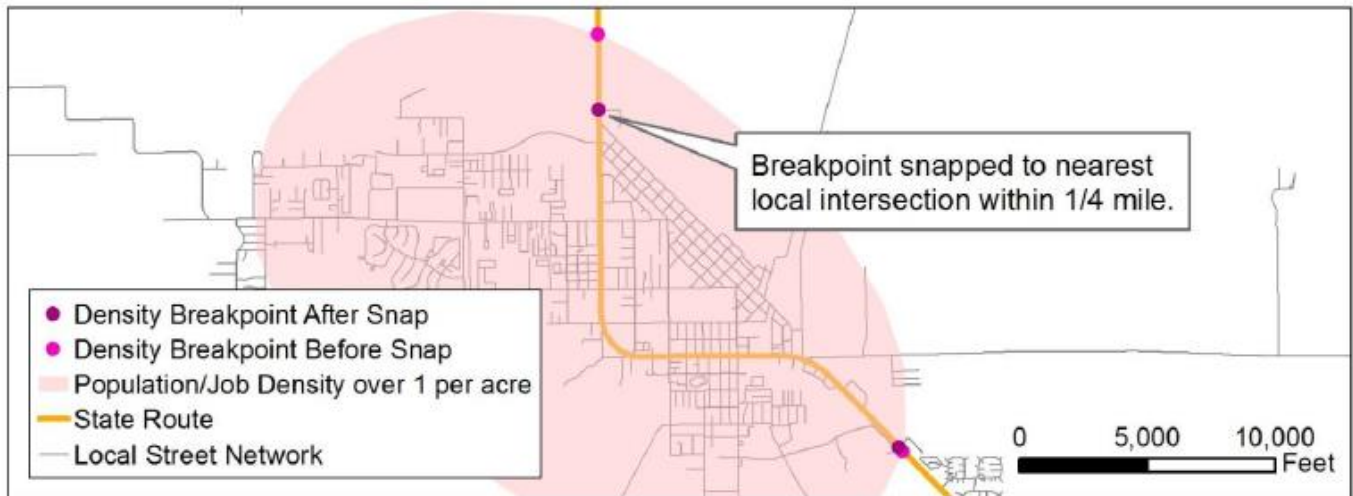 Breakpoint snapped to nearest
local intersection within 1/4 mile.
Density Breakpoint After Snap
Density Breakpoint Before Snap
Population/Job Density over 1 per acre
State Route
Local Street Network
0 5,000 10,000
Feet